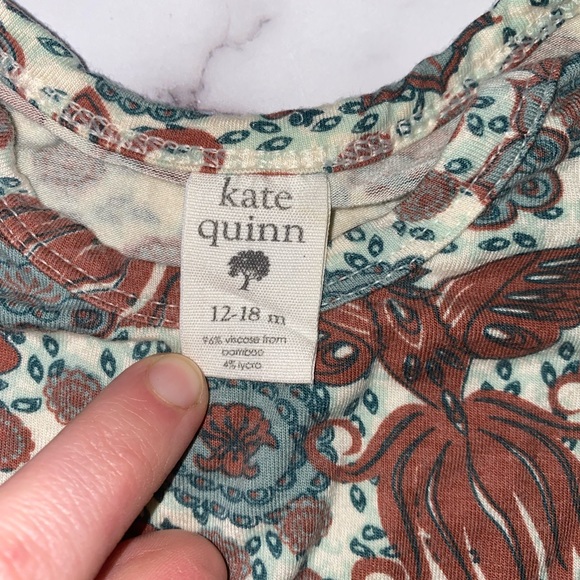 kate
quinn
12-18 m
96% viscose from
bamboo
4% lycra